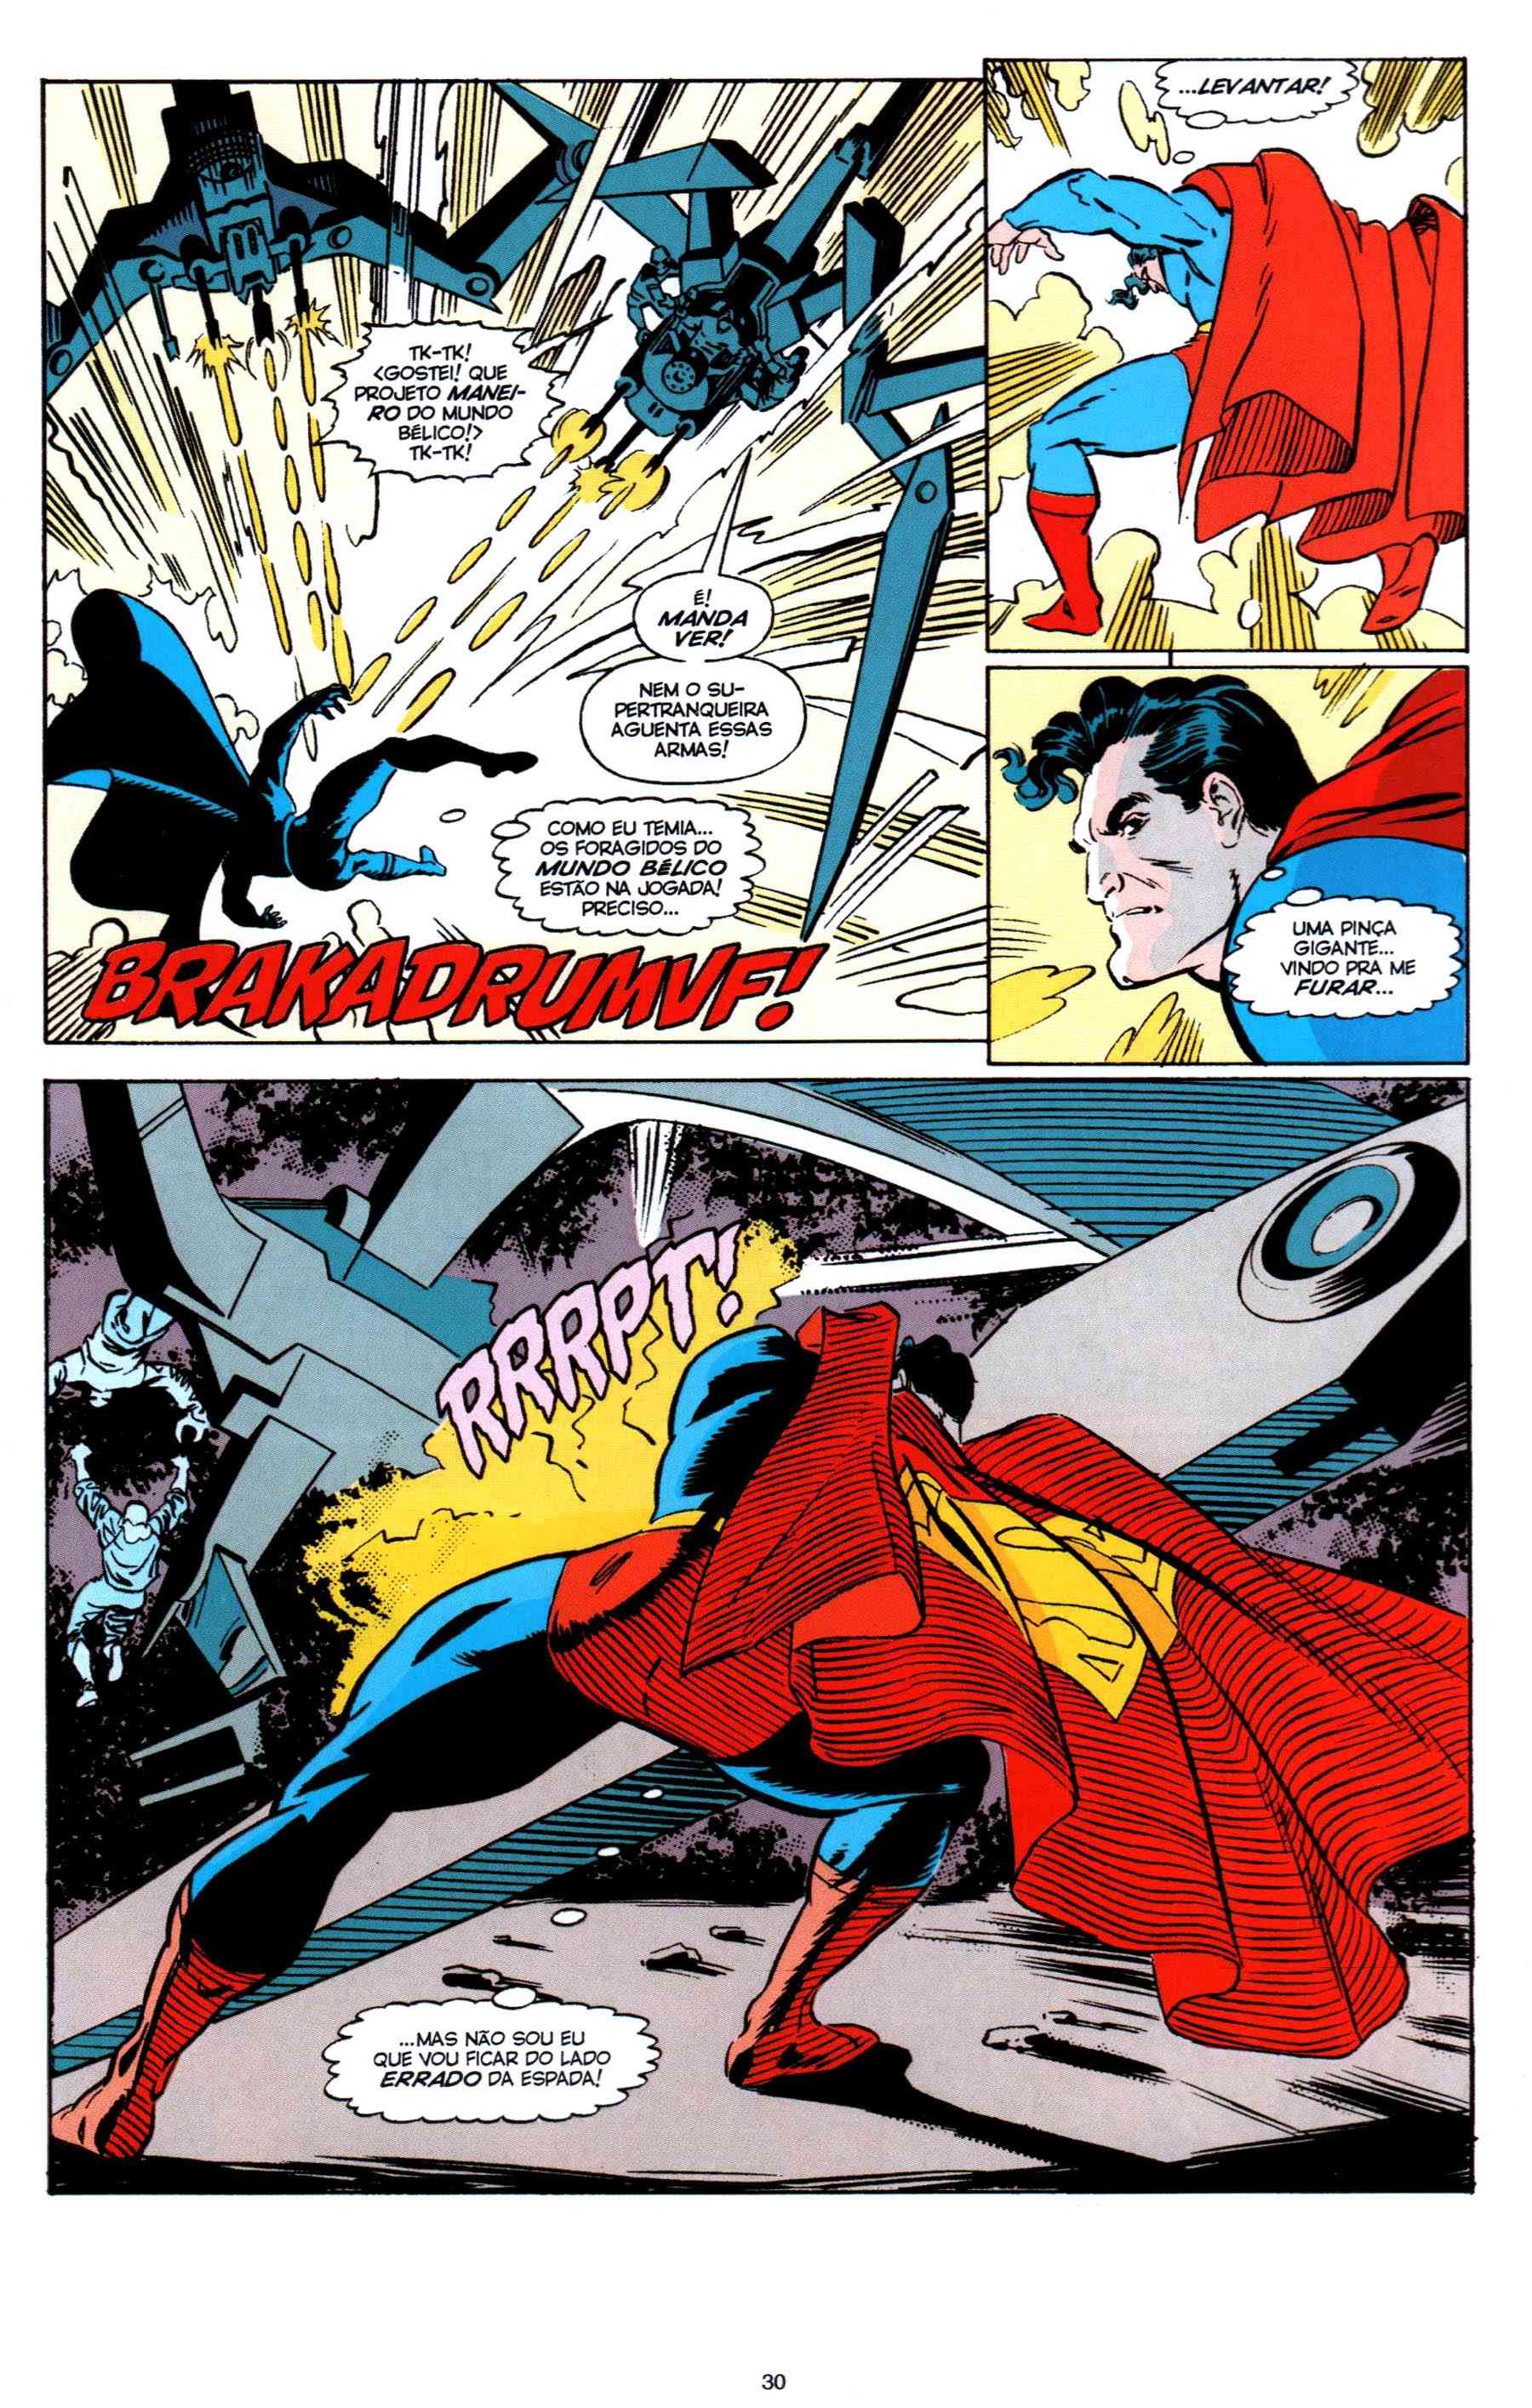 TK-TK!
<GOSTEI! QUE
PROJETO MANEI-
RO DO MUNDO
BÉLICO!>
TK-TK!
É!
MANDA
VER!
NEM O SU-
PERTRANQUEIRA
AGUENTA ESSAS
ARMAS!
COMO EU TEMIA...
OS FORAGIDOS DO
MUNDO BÉLICO
ESTÃO NA JOGADA!
PRECISO...
BRAKADRUMVF!
...LEVANTAR!
UMA PINÇA
GIGANTE...
VINDO PRA ME
FURAR...
RRRPT!
S
...MAS NÃO SOU EU
QUE VOU FICAR DO LADO
ERRADO DA ESPADA!
30